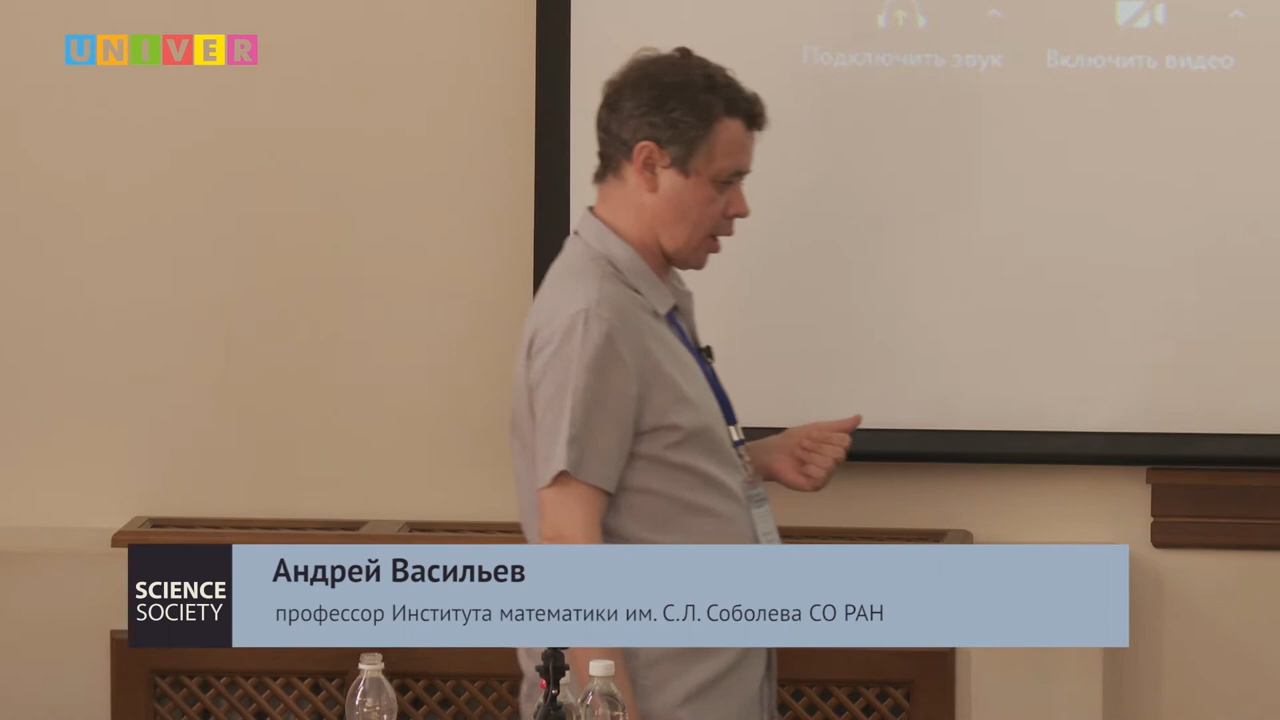 UNIVER
Подключить звук
Включить видео
SCIENCE
SOCIETY
Андрей Васильев
профессор Института математики им. С.Л. Соболева СО РАН